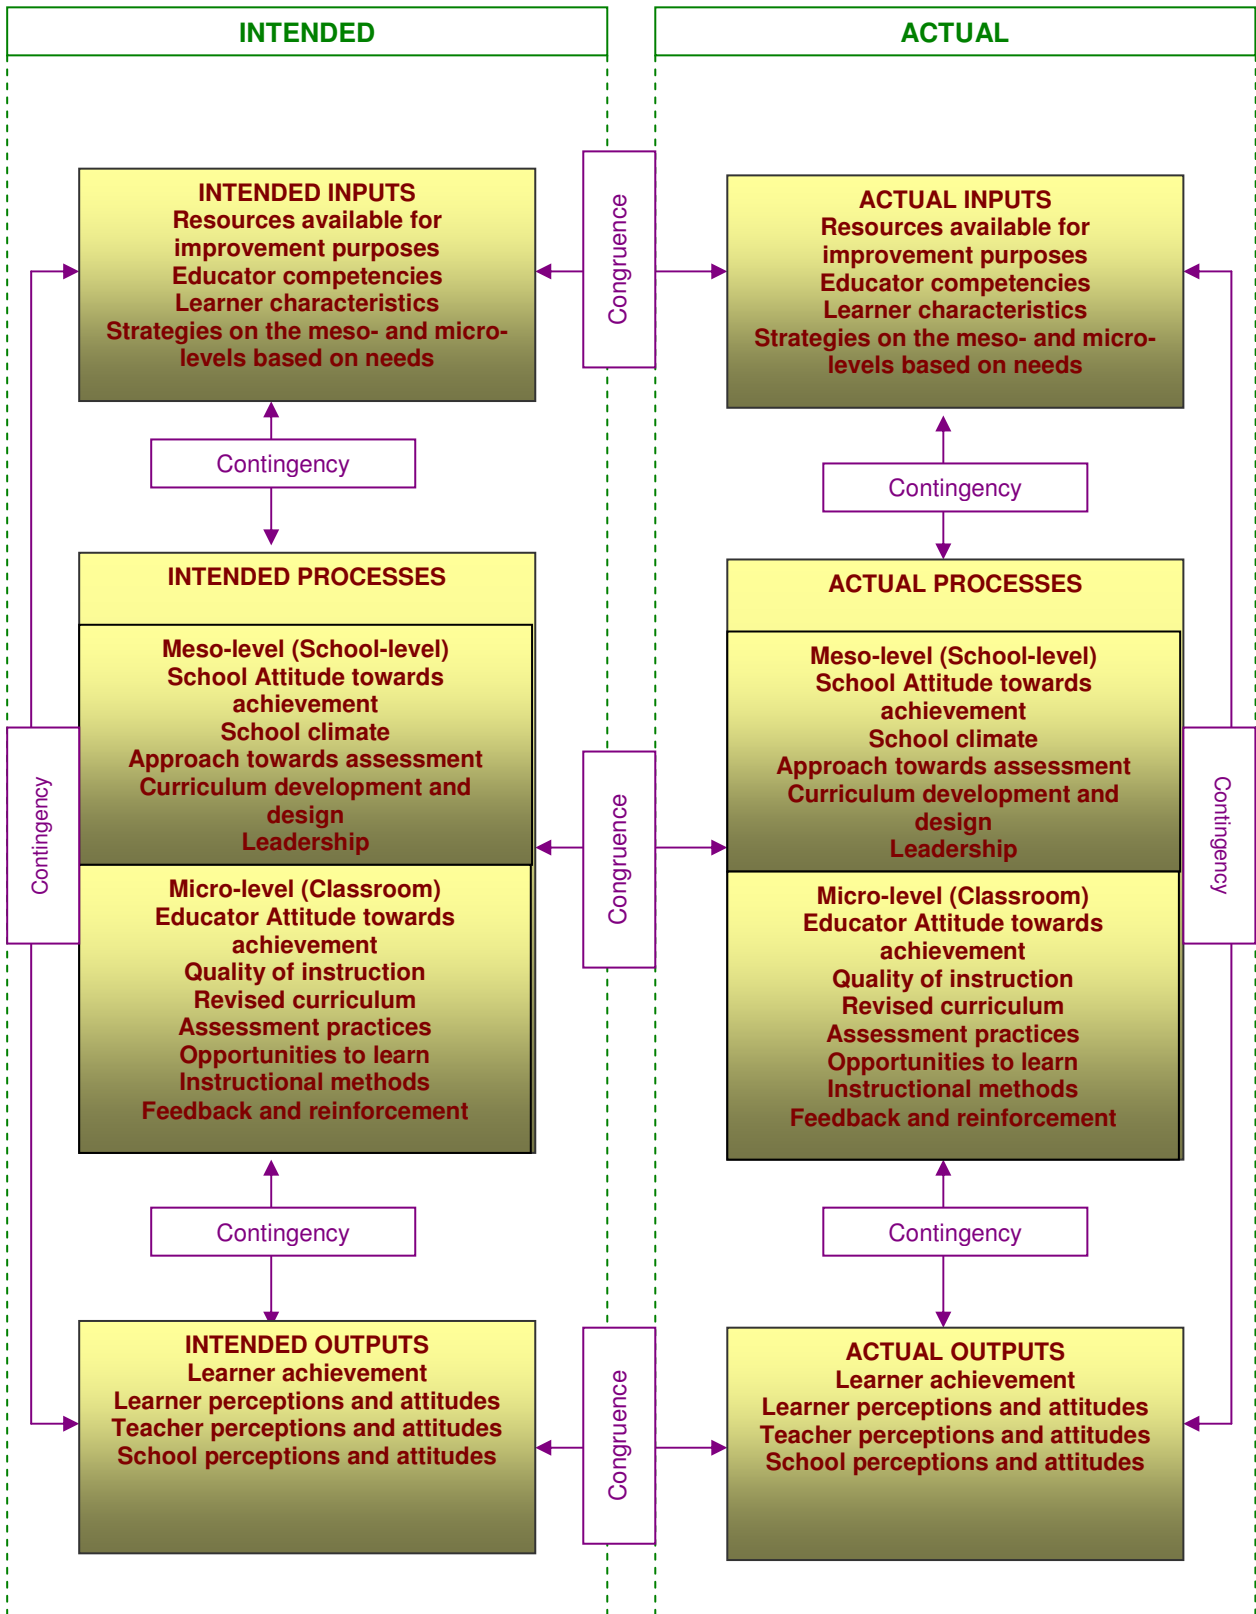 INTENDED
ACTUAL
INTENDED INPUTS
Resources available for
improvement purposes
Educator competencies
Learner characteristics
Strategies on the meso- and micro-
levels based on needs
Congruence
ACTUAL INPUTS
Resources available for
improvement purposes
Educator competencies
Learner characteristics
Strategies on the meso- and micro-
levels based on needs
Contingency
Contingency
INTENDED PROCESSES
Meso-level (School-level)
School Attitude towards
achievement
School climate
Approach towards assessment
Curriculum development and
design
Leadership
Micro-level (Classroom)
Educator Attitude towards
achievement
Quality of instruction
Revised curriculum
Assessment practices
Opportunities to learn
Instructional methods
Feedback and reinforcement
Contingency
Congruence
ACTUAL PROCESSES
Meso-level (School-level)
School Attitude towards
achievement
School climate
Approach towards assessment
Curriculum development and
design
Leadership
Micro-level (Classroom)
Educator Attitude towards
achievement
Quality of instruction
Revised curriculum
Assessment practices
Opportunities to learn
Instructional methods
Feedback and reinforcement
Contingency
Contingency
Contingency
INTENDED OUTPUTS
Learner achievement
Learner perceptions and attitudes
Teacher perceptions and attitudes
School perceptions and attitudes
Congruence
ACTUAL OUTPUTS
Learner achievement
Learner perceptions and attitudes
Teacher perceptions and attitudes
School perceptions and attitudes